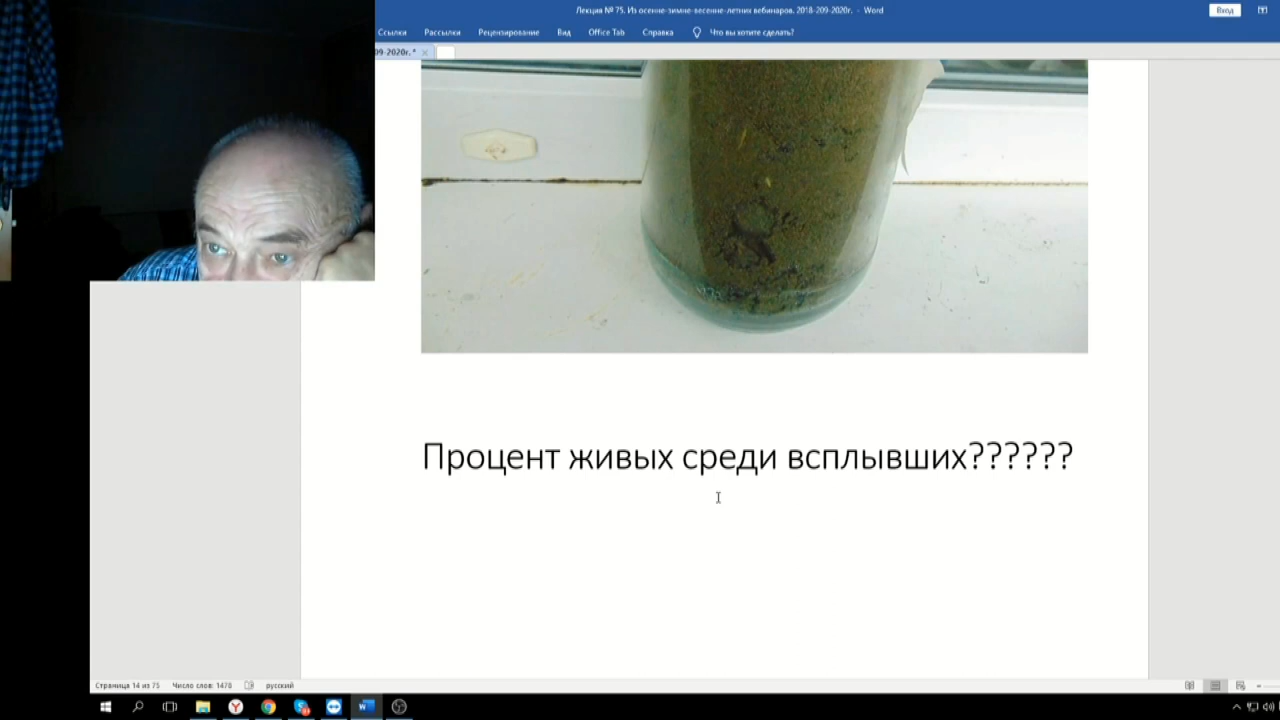 Лекция № 75. Из осенне-зимне-весенне-летних вебинаров. 2018-209-2020г. - Word
Вход
Ссылки Рассылки Рецензирование Вид Office Tab Справка Что вы хотите сделать?
09-2020г. *
Процент живых среди всплывших??????
Страница 14 из 75 Число слов: 1478 русский